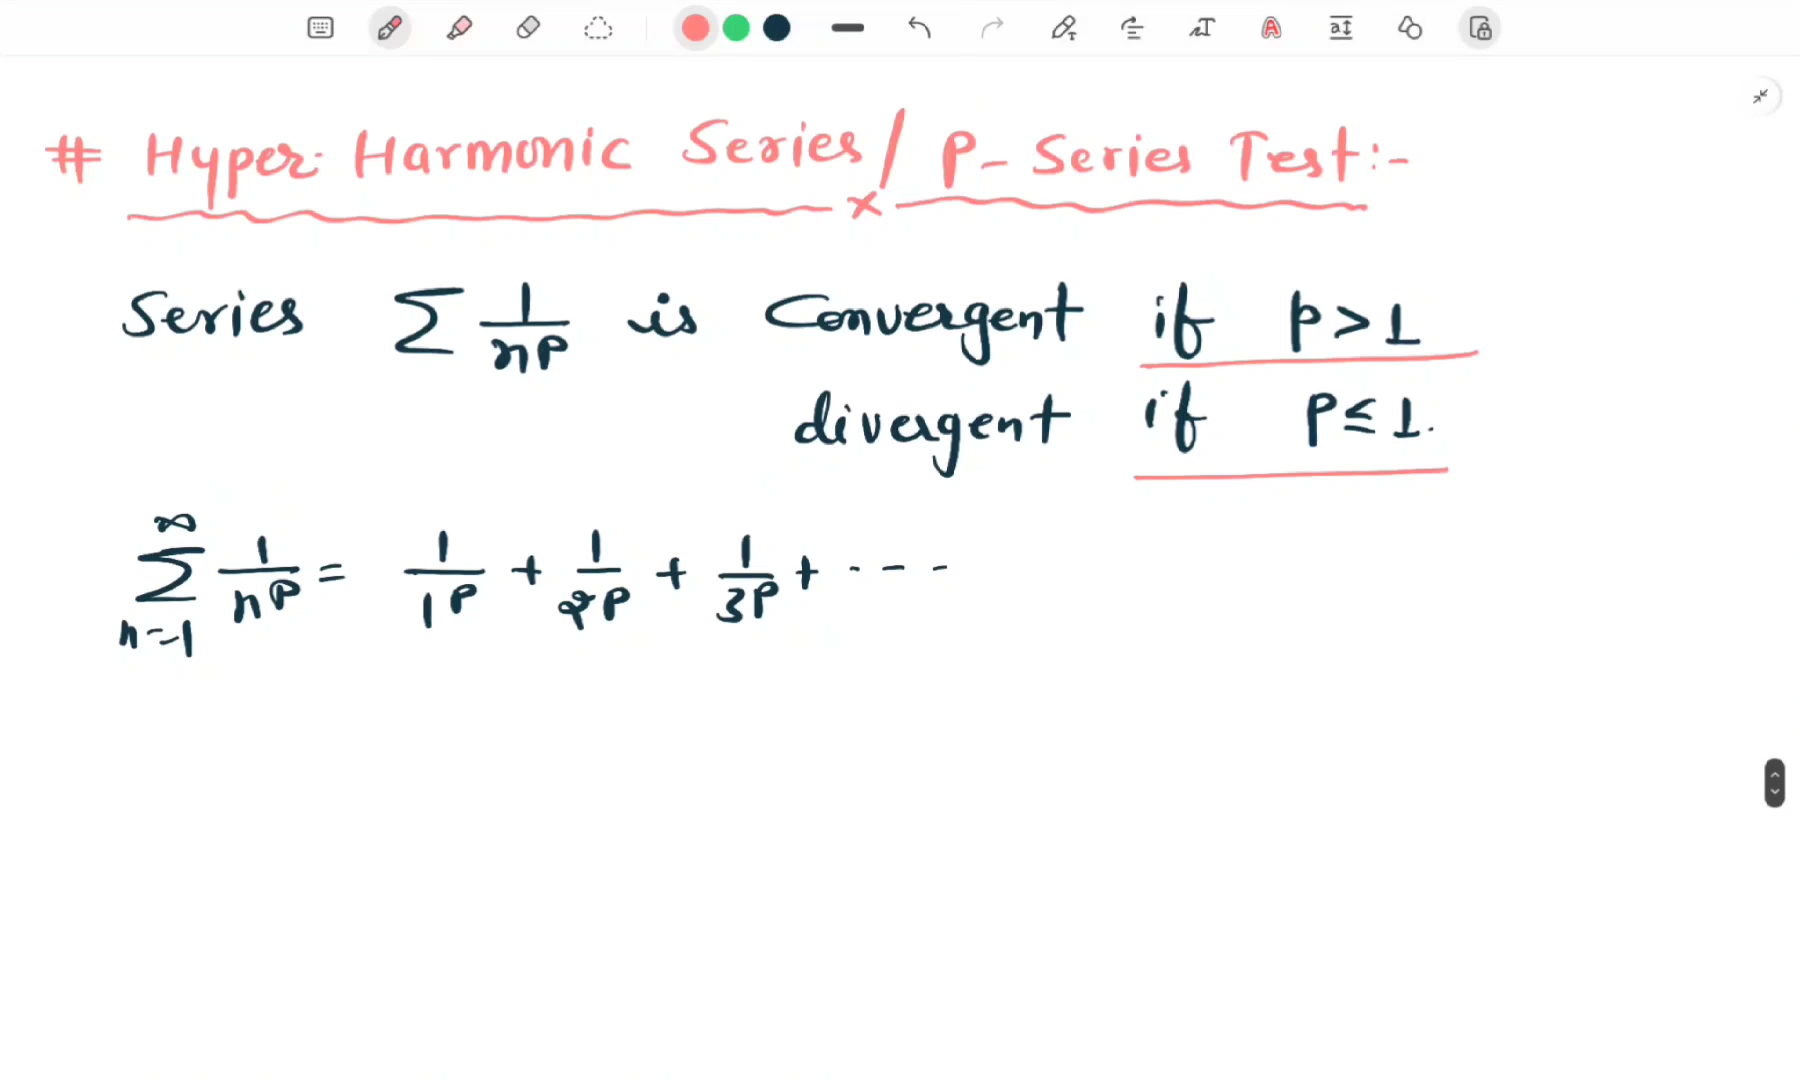 # Hyper Harmonic Series / P- Series Test:-
Series ∑ 1/n^p is Convergent if p>1
divergent if p≤1.
∑_{n=1}^{∞} 1/n^p = 1/1^p + 1/2^p + 1/3^p + ---